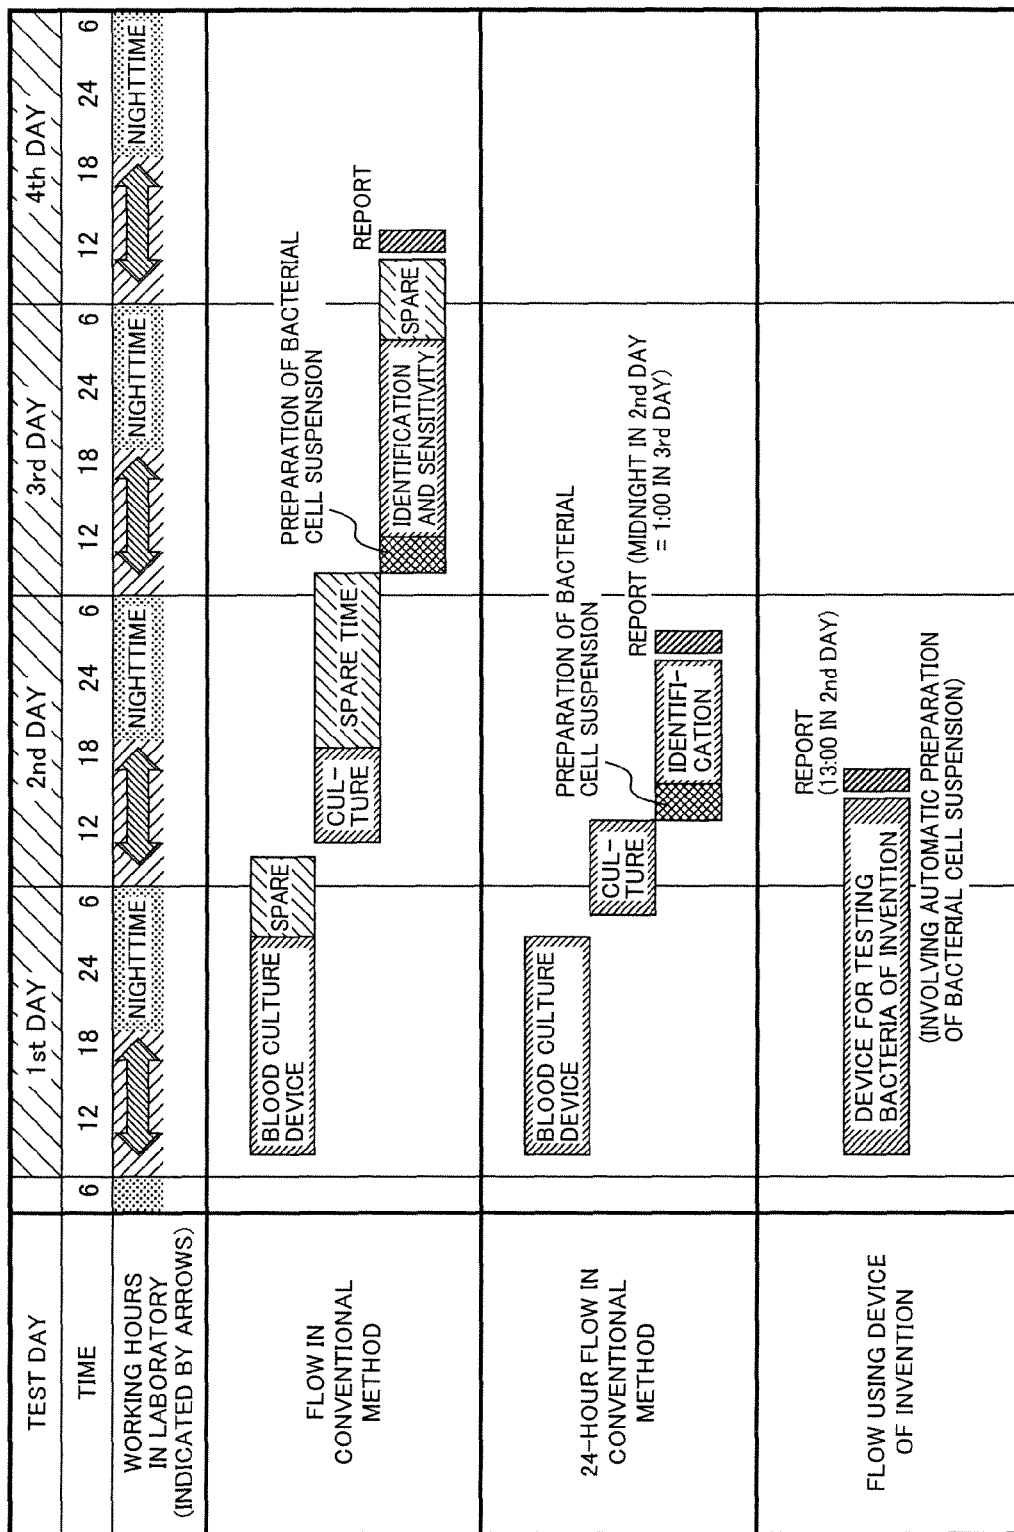 TEST DAY
1st DAY
2nd DAY
3rd DAY
4th DAY
TIME
6 12 18 24 6 12 18 24 6 12 18 24 6 12 18 24 6
WORKING HOURS
IN LABORATORY
(INDICATED BY ARROWS)
NIGHTTIME
NIGHTTIME
NIGHTTIME
NIGHTTIME
FLOW IN
CONVENTIONAL
METHOD
BLOOD CULTURE
DEVICE
SPARE
CUL-
TURE
SPARE TIME
PREPARATION OF BACTERIAL
CELL SUSPENSION
IDENTIFICATION
AND SENSITIVITY
SPARE
REPORT
24-HOUR FLOW IN
CONVENTIONAL
METHOD
BLOOD CULTURE
DEVICE
CUL-
TURE
PREPARATION OF BACTERIAL
CELL SUSPENSION
IDENTIFI-
CATION
REPORT (MIDNIGHT IN 2nd DAY
= 1:00 IN 3rd DAY)
FLOW USING DEVICE
OF INVENTION
DEVICE FOR TESTING
BACTERIA OF INVENTION
REPORT
(13:00 IN 2nd DAY)
(INVOLVING AUTOMATIC PREPARATION
OF BACTERIAL CELL SUSPENSION)